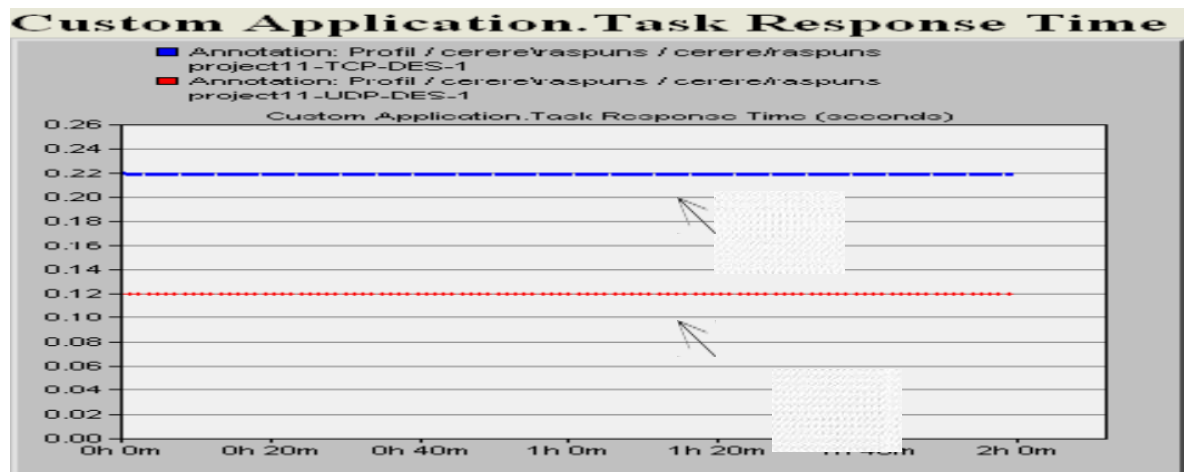 Custom Application.Task Response Time
Annotation: Profil / cerere\raspuns / cerere/raspuns
project11-TCP-DES-1
Annotation: Profil / cerere\raspuns / cerere/raspuns
project11-UDP-DES-1
Custom Application.Task Response Time (seconds)
0.26
0.24
0.22
0.20
0.18
0.16
0.14
0.12
0.10
0.08
0.06
0.04
0.02
0.00
0h 0m 0h 20m 0h 40m 1h 0m 1h 20m 2h 0m